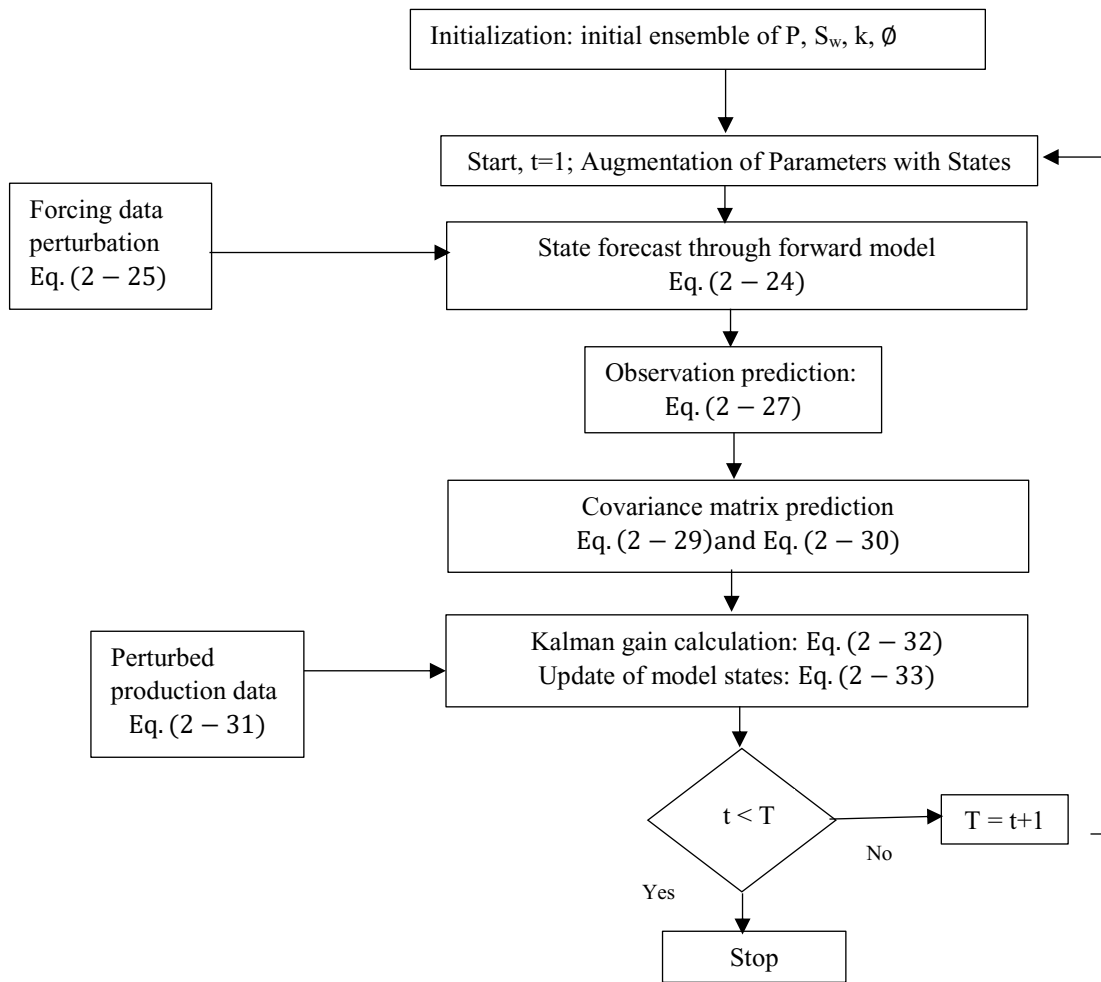 Initialization: initial ensemble of P, Sw, k, Ø
Start, t=1; Augmentation of Parameters with States
Forcing data
perturbation
Eq. (2 − 25)
State forecast through forward model
Eq. (2 − 24)
Observation prediction:
Eq. (2 − 27)
Covariance matrix prediction
Eq. (2 − 29)and Eq. (2 − 30)
Perturbed
production data
Eq. (2 − 31)
Kalman gain calculation: Eq. (2 − 32)
Update of model states: Eq. (2 − 33)
t < T
No
T = t+1
Yes
Stop